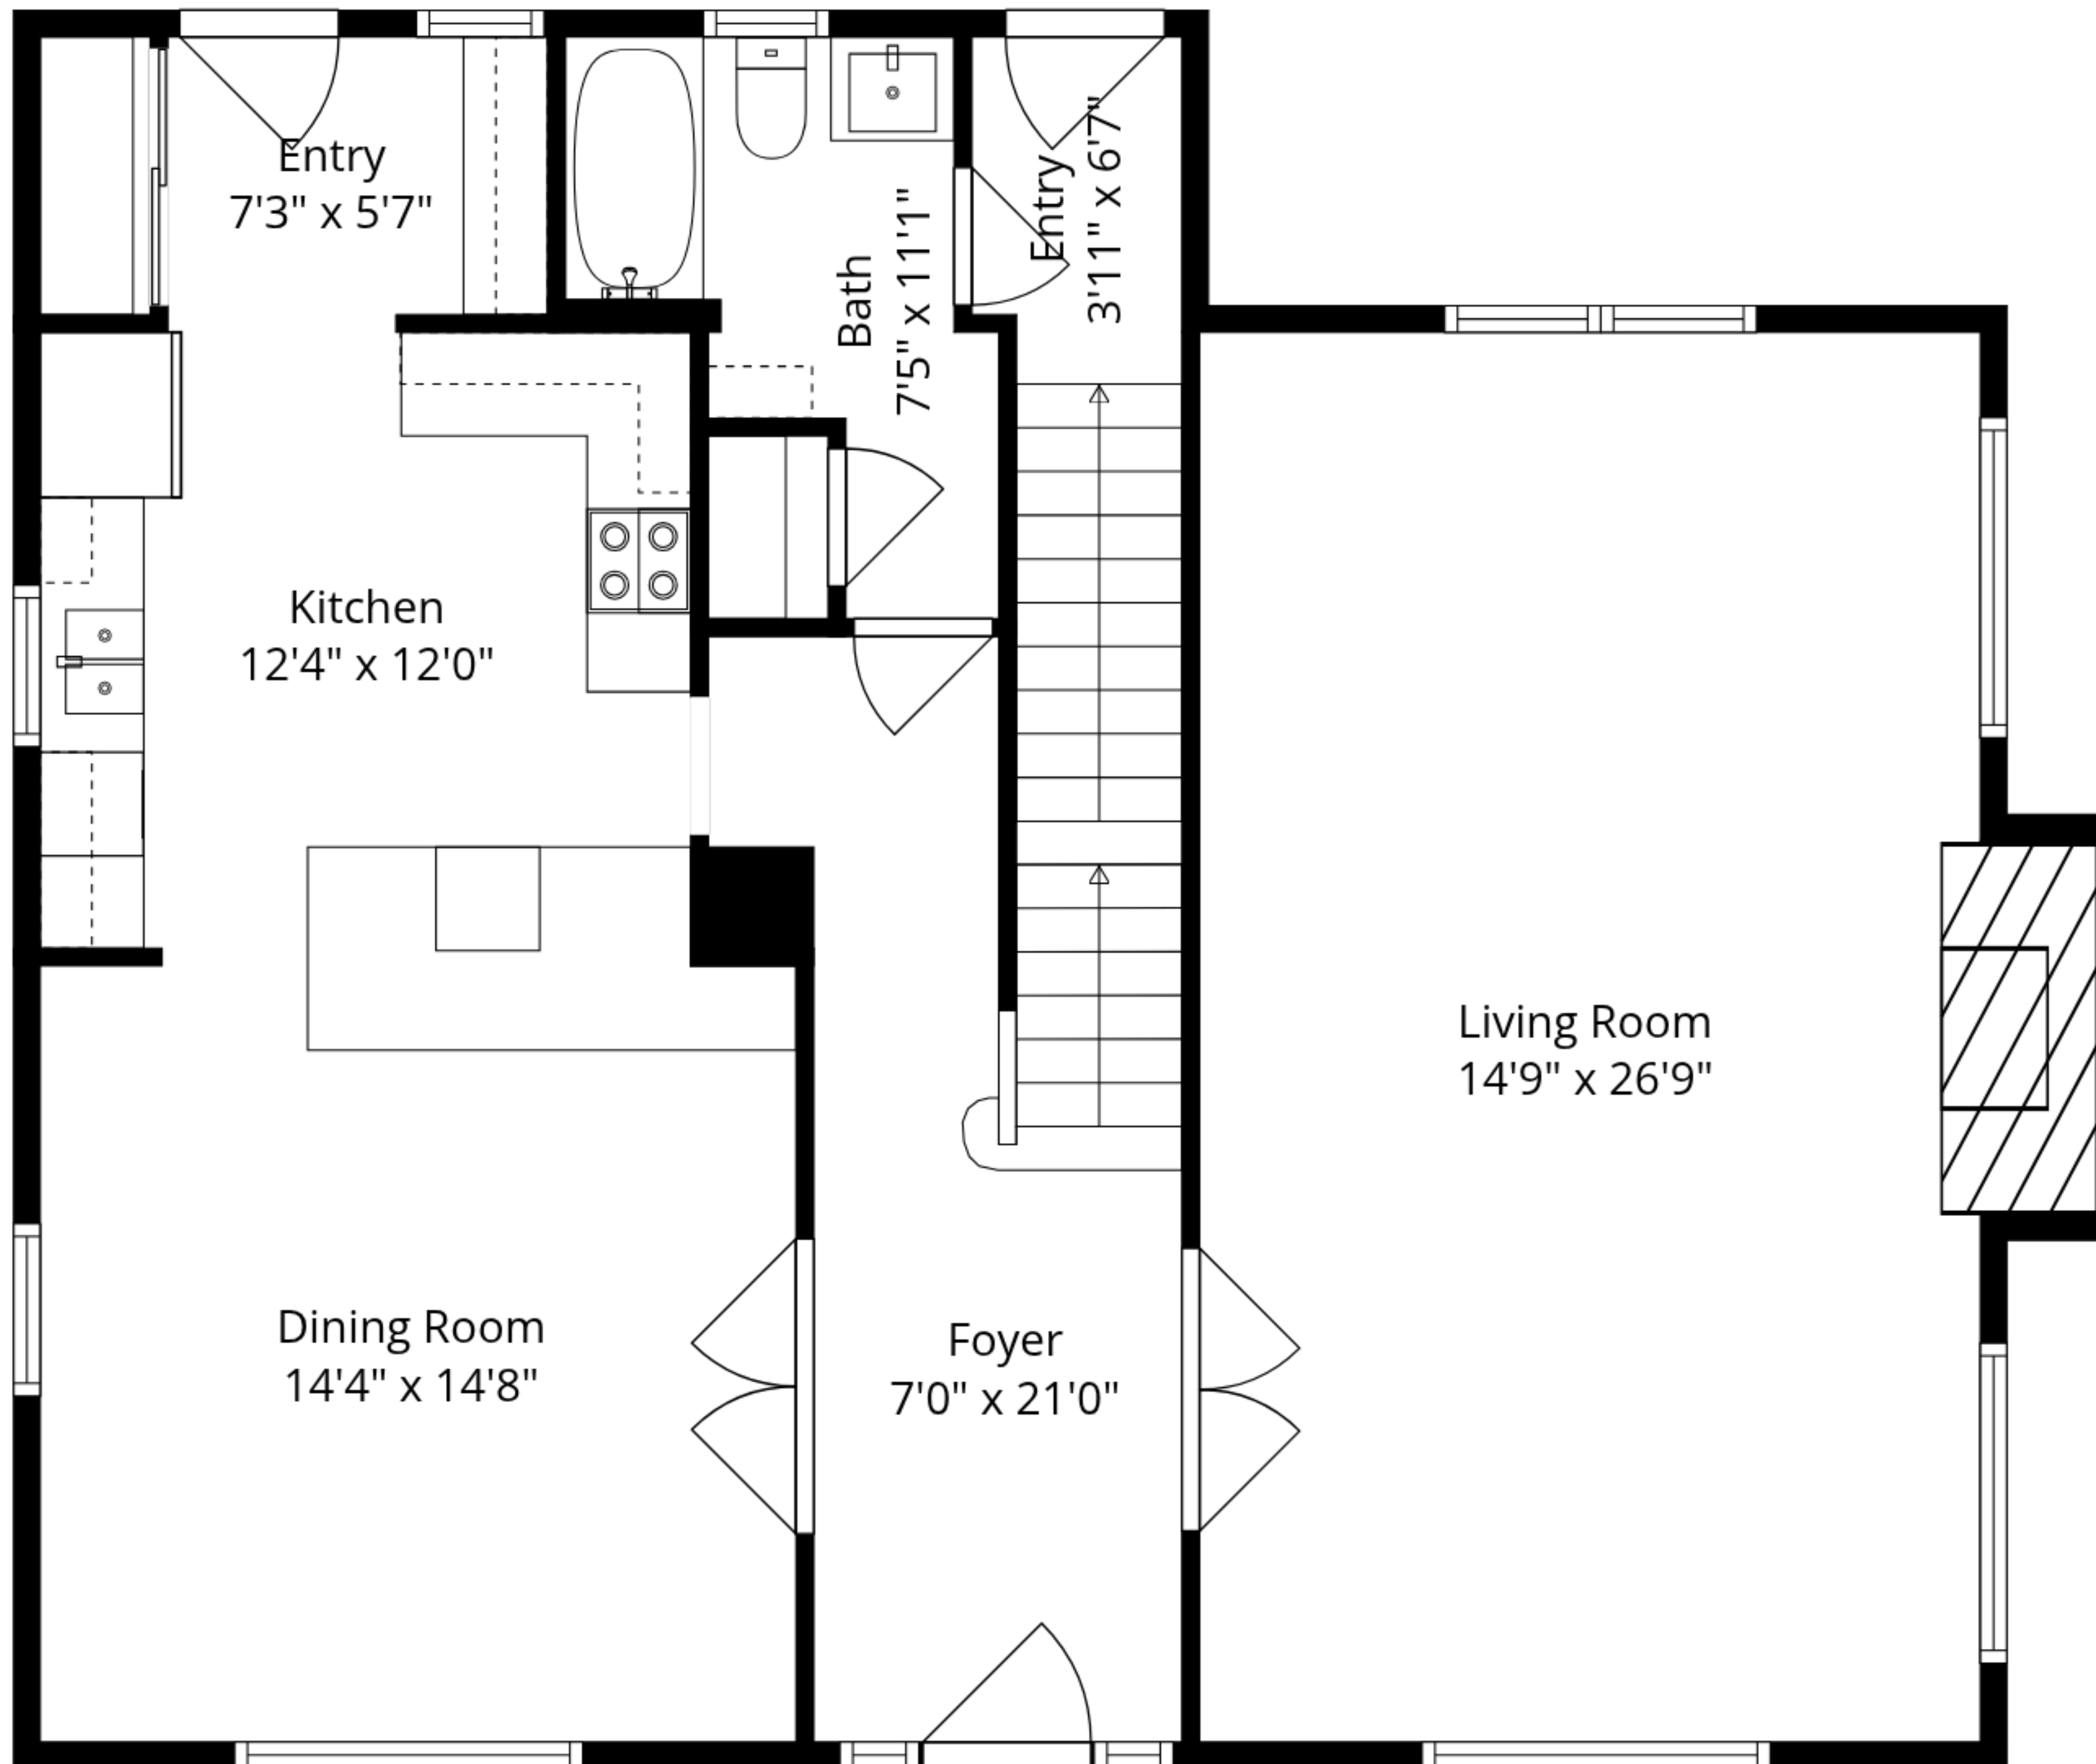 Entry
7'3" x 5'7"
Bath
7'5" x 11'1"
Entry
3'11" x 6'7"
Kitchen
12'4" x 12'0"
Living Room
14'9" x 26'9"
Dining Room
14'4" x 14'8"
Foyer
7'0" x 21'0"